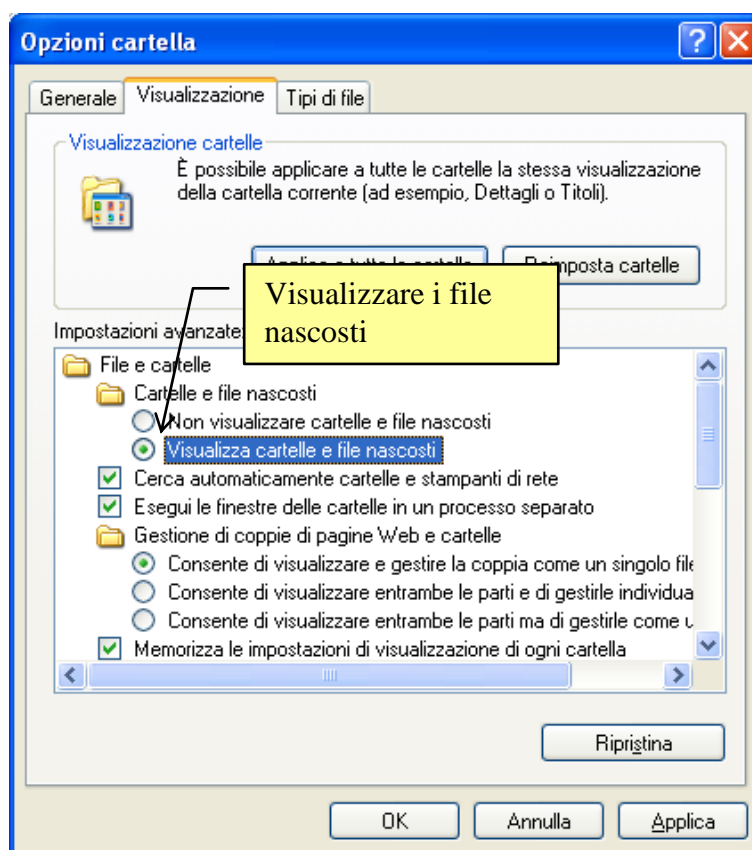 Opzioni cartella
Generale Visualizzazione Tipi di file
Visualizzazione cartelle
È possibile applicare a tutte le cartelle la stessa visualizzazione
della cartella corrente (ad esempio, Dettagli o Titoli).
cartelle
Visualizzare i file
nascosti
Impostazioni avanzate:
File e cartelle
Cartelle e file nascosti
Non visualizzare cartelle e file nascosti
Visualizza cartelle e file nascosti
Cerca automaticamente cartelle e stampanti di rete
Esegui le finestre delle cartelle in un processo separato
Gestione di coppie di pagine Web e cartelle
Consente di visualizzare e gestire la coppia come un singolo file
Consente di visualizzare entrambe le parti e di gestirle individua
Consente di visualizzare entrambe le parti ma di gestirle come u
Memorizza le impostazioni di visualizzazione di ogni cartella
Ripristina
OK Annulla Applica